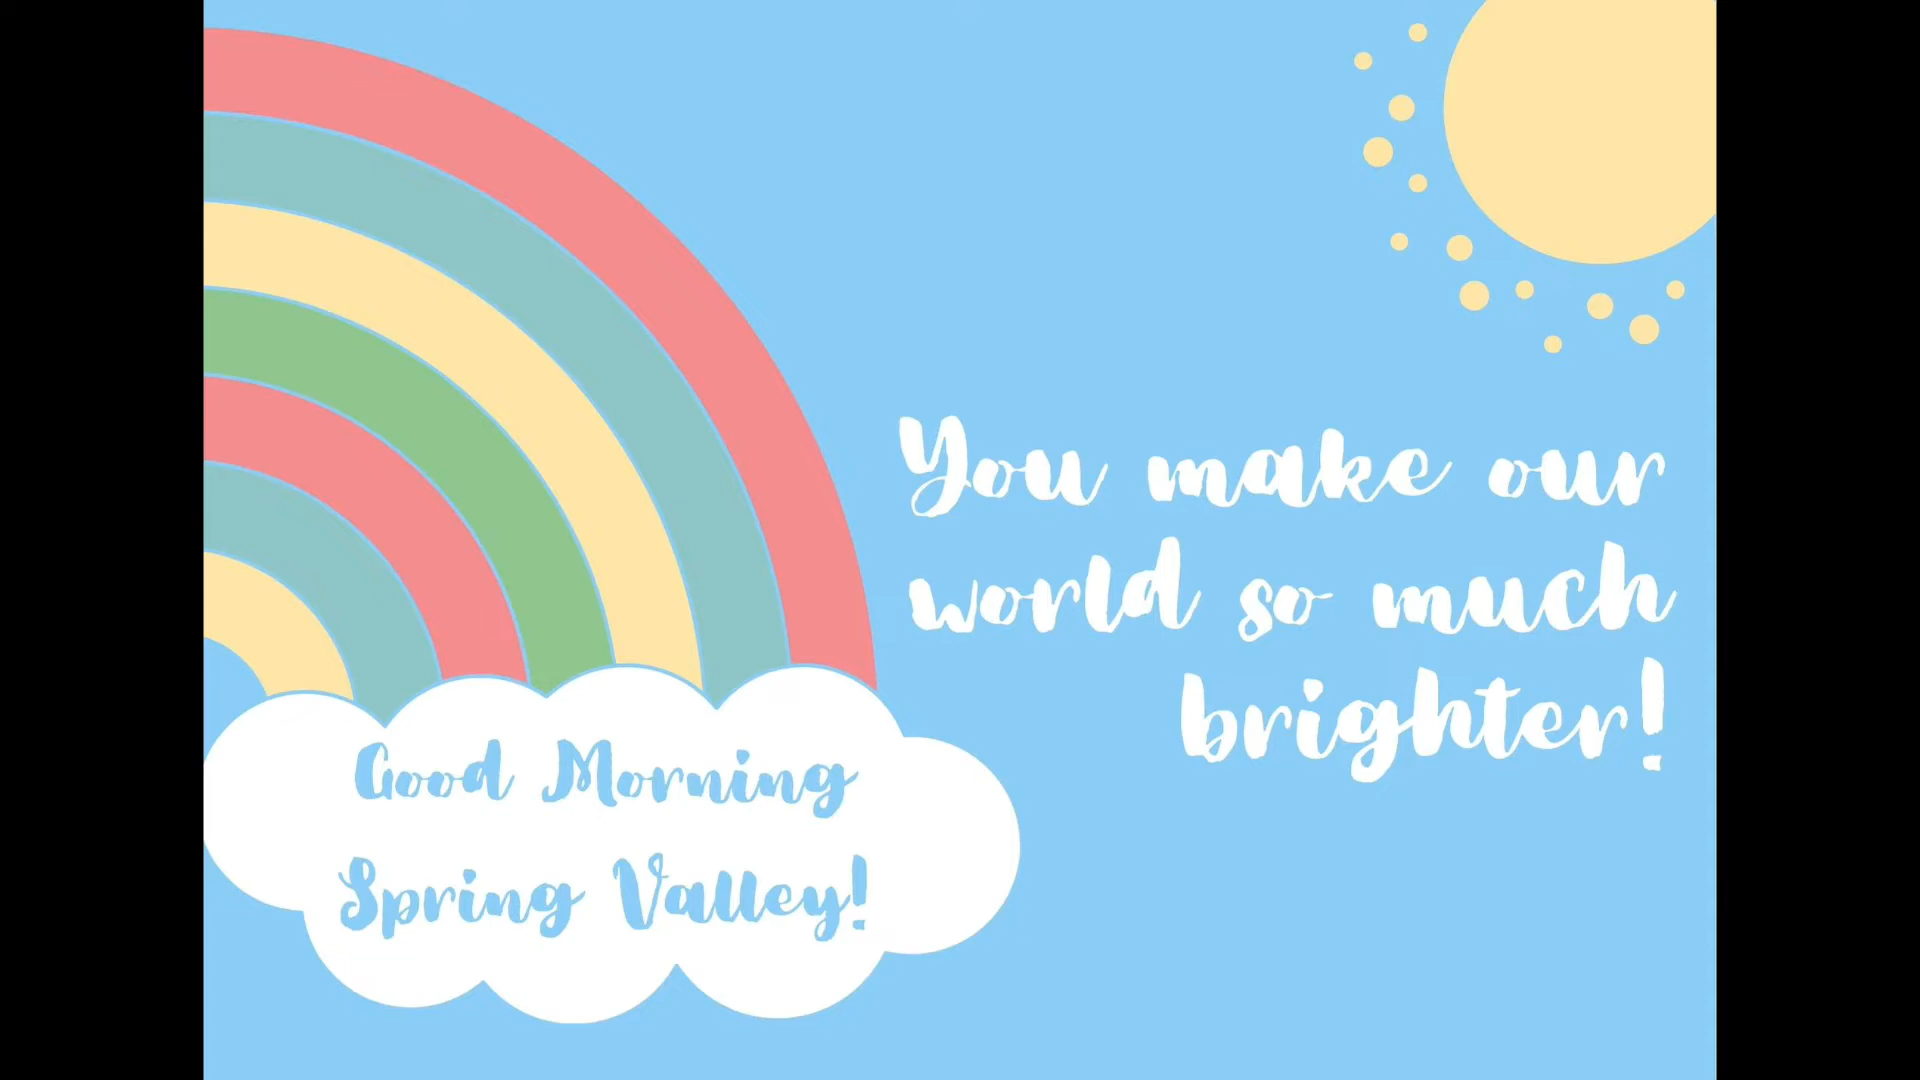 You make our
world so much
brighter!
Good Morning
Spring Valley!